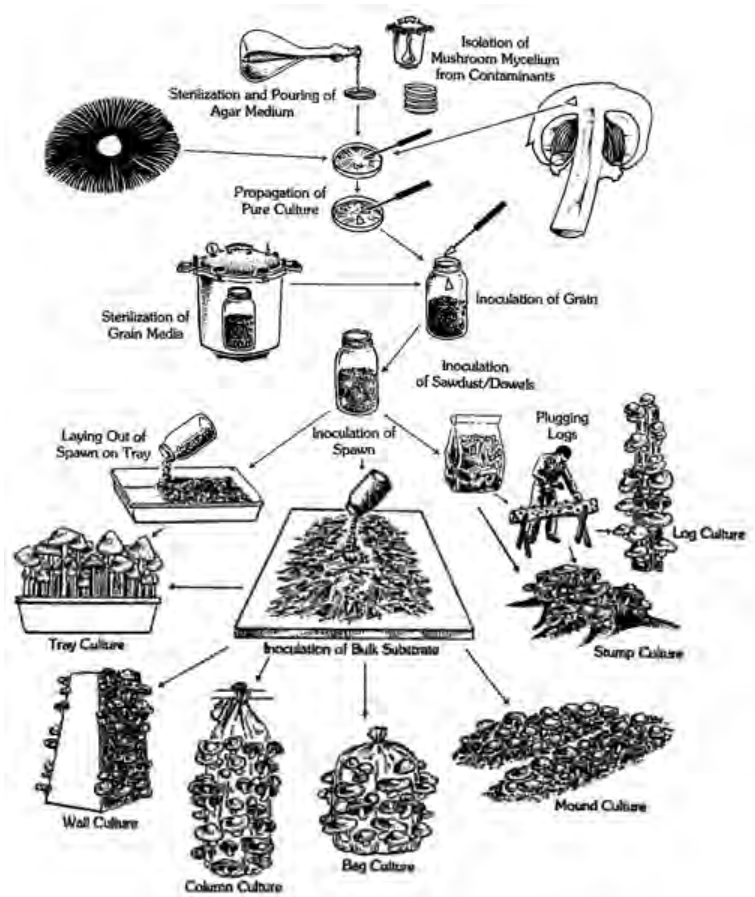 Isolation of
Mushroom Mycelium
from Contaminants
Sterilization and Pouring of
Agar Medium
Propagation of
Pure Culture
Sterilization of
Grain Media
Inoculation of Grain
Inoculation
of Sawdust/Dowels
Laying Out of
Spawn on Tray
Inoculation of
Spawn
Plugging
Logs
Log Culture
Tray Culture
Inoculation of Bulk Substrate
Stump Culture
Wall Culture
Column Culture
Bag Culture
Mound Culture